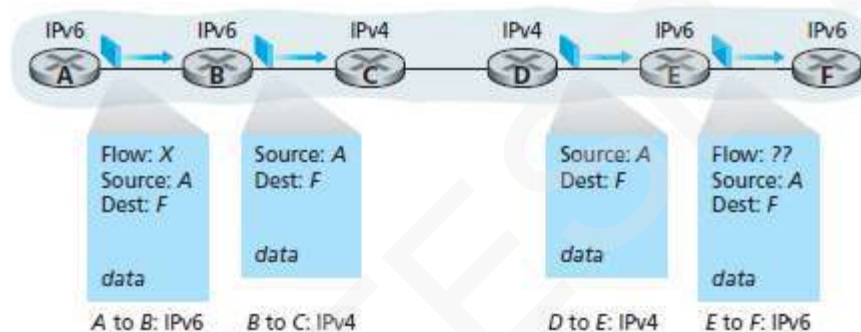 IPv6 IPv6 IPv4 IPv4 IPv6 IPv6
A B C D E F
Flow: X
Source: A
Dest: F
data
Source: A
Dest: F
data
Source: A
Dest: F
data
Flow: ??
Source: A
Dest: F
data
A to B: IPv6 B to C: IPv4 D to E: IPv4 E to F: IPv6